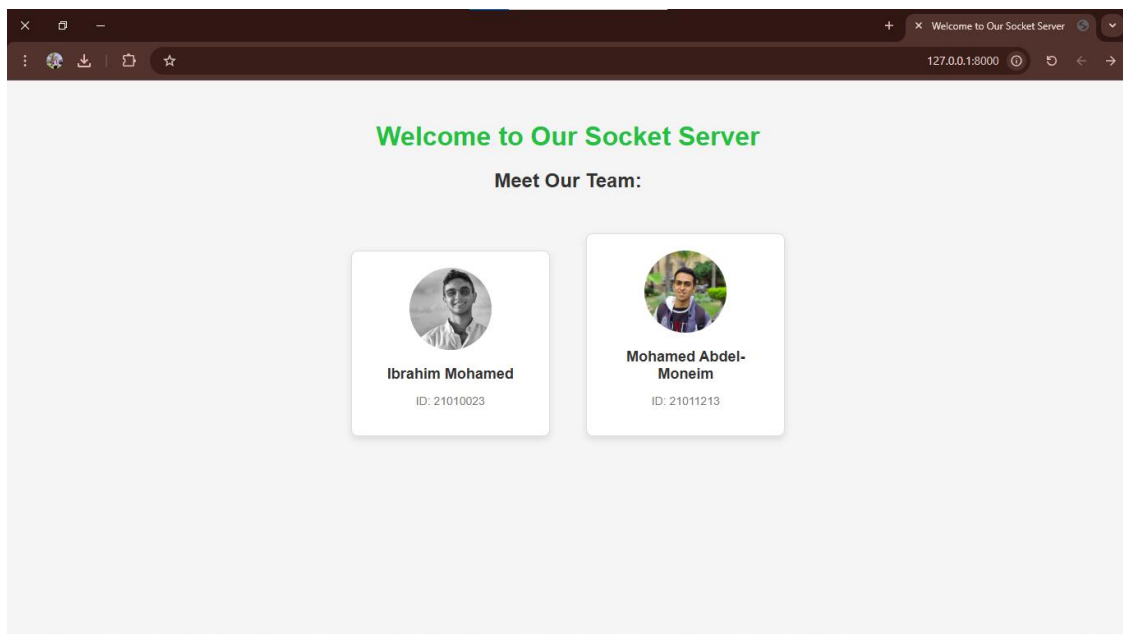 Welcome to Our Socket Server
127.0.0.1:8000
Welcome to Our Socket Server
Meet Our Team:
Ibrahim Mohamed
ID: 21010023
Mohamed Abdel-
Moneim
ID: 21011213